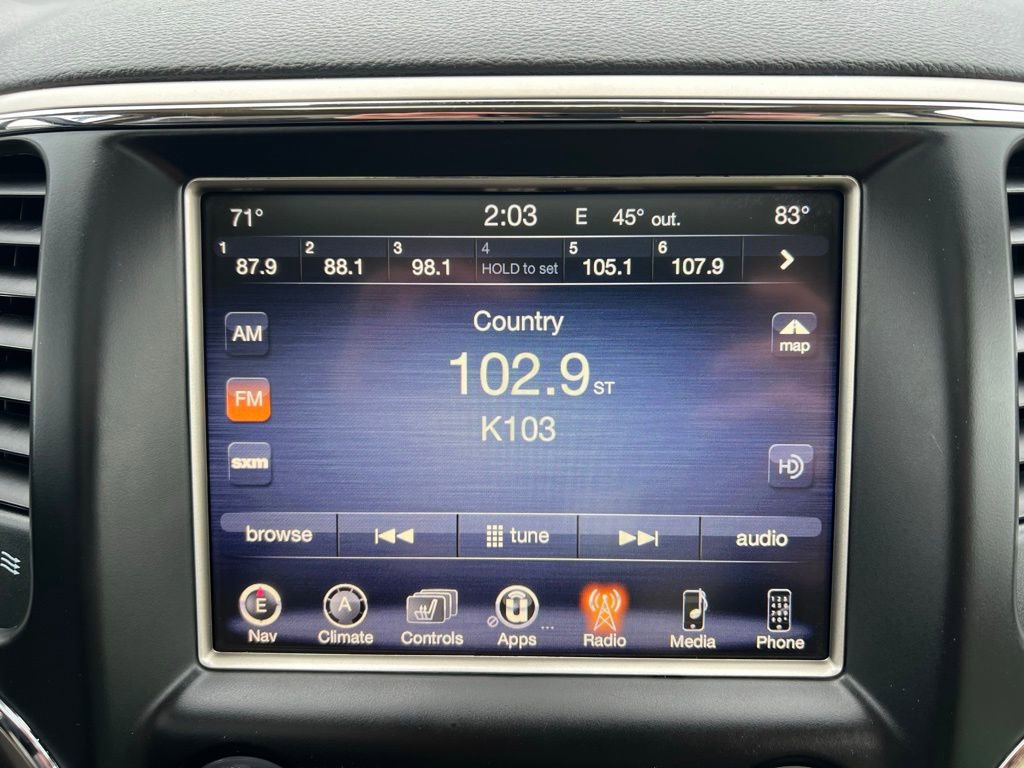 71° 2:03 E 45° out. 83°
1 87.9 2 88.1 3 98.1 4 HOLD to set 5 105.1 6 107.9
Country
AM
map
102.9 ST
FM
K103
sxm
HD
browse tune audio
E A
Nav Climate Controls Apps ... Radio Media Phone